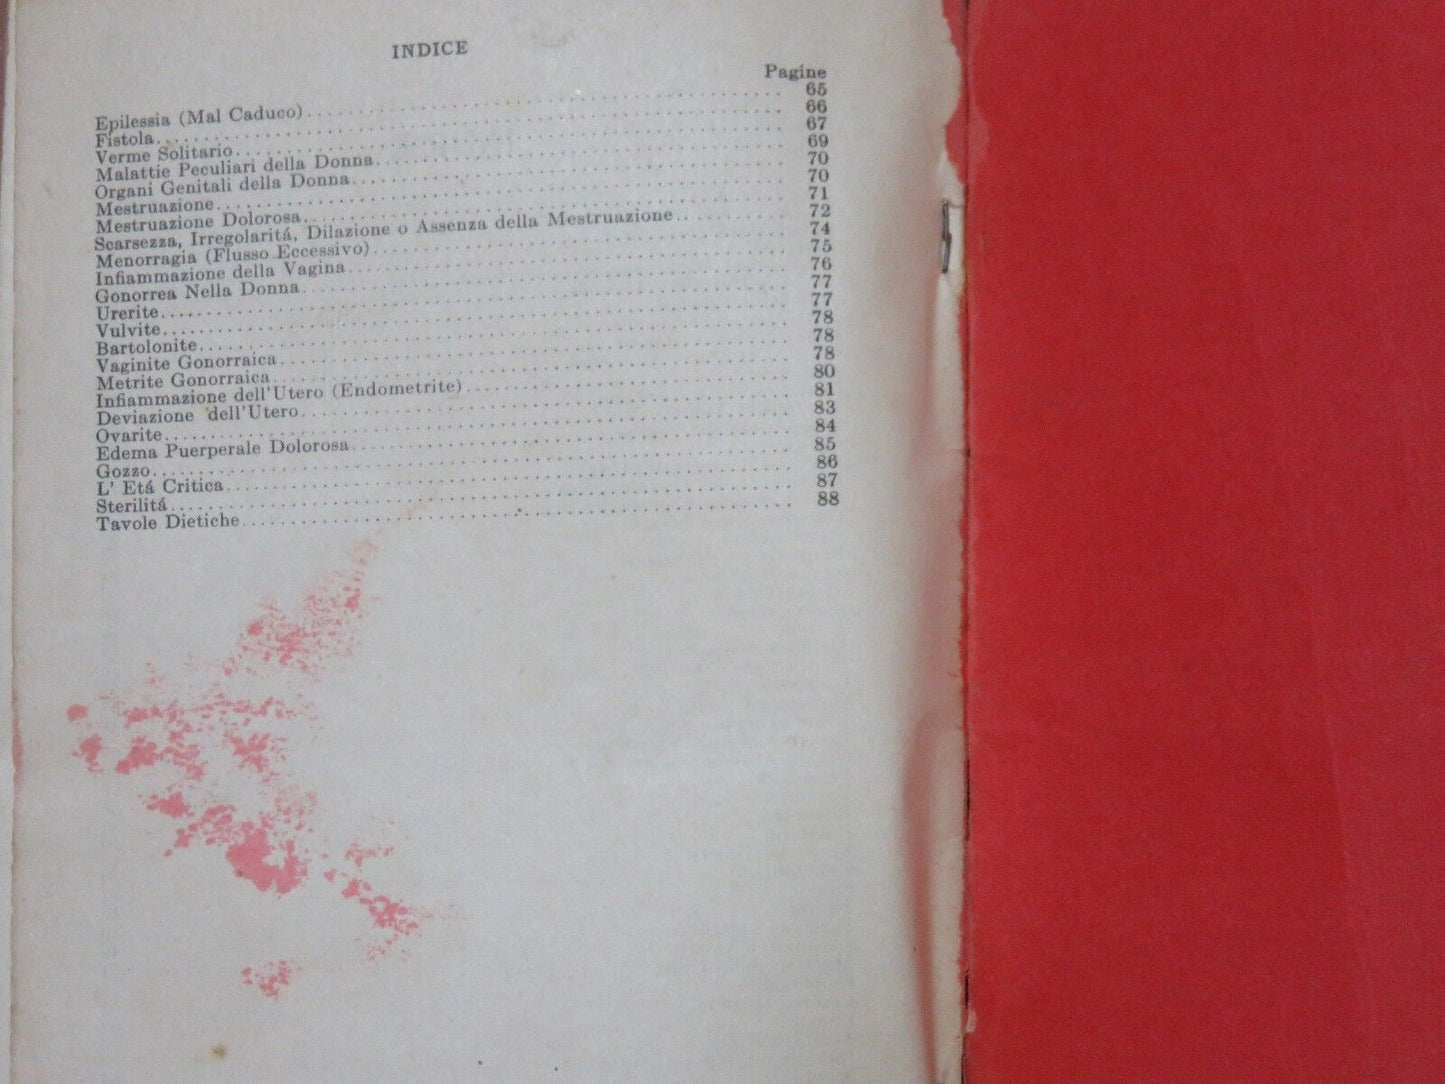 INDICE
Pagine
Epilessia (Mal Caduco) 65
Fistola 66
Verme Solitario 67
Malattie Peculiari della Donna 69
Organi Genitali della Donna 70
Mestruazione 70
Mestruazione Dolorosa 71
Scarsezza, Irregolaritá, Dilazione o Assenza della Mestruazione 72
Menorragia (Flusso Eccessivo) 74
Infiammazione della Vagina 75
Gonorrea Nella Donna 76
Urerite 77
Vulvite 77
Bartolonite 78
Vaginite Gonorraica 78
Metrite Gonorraica 78
Infiammazione dell'Utero (Endometrite) 80
Deviazione dell'Utero 81
Ovarite 83
Edema Puerperale Dolorosa 84
Gozzo 85
L' Etá Critica 86
Sterilitá 87
Tavole Dietiche 88